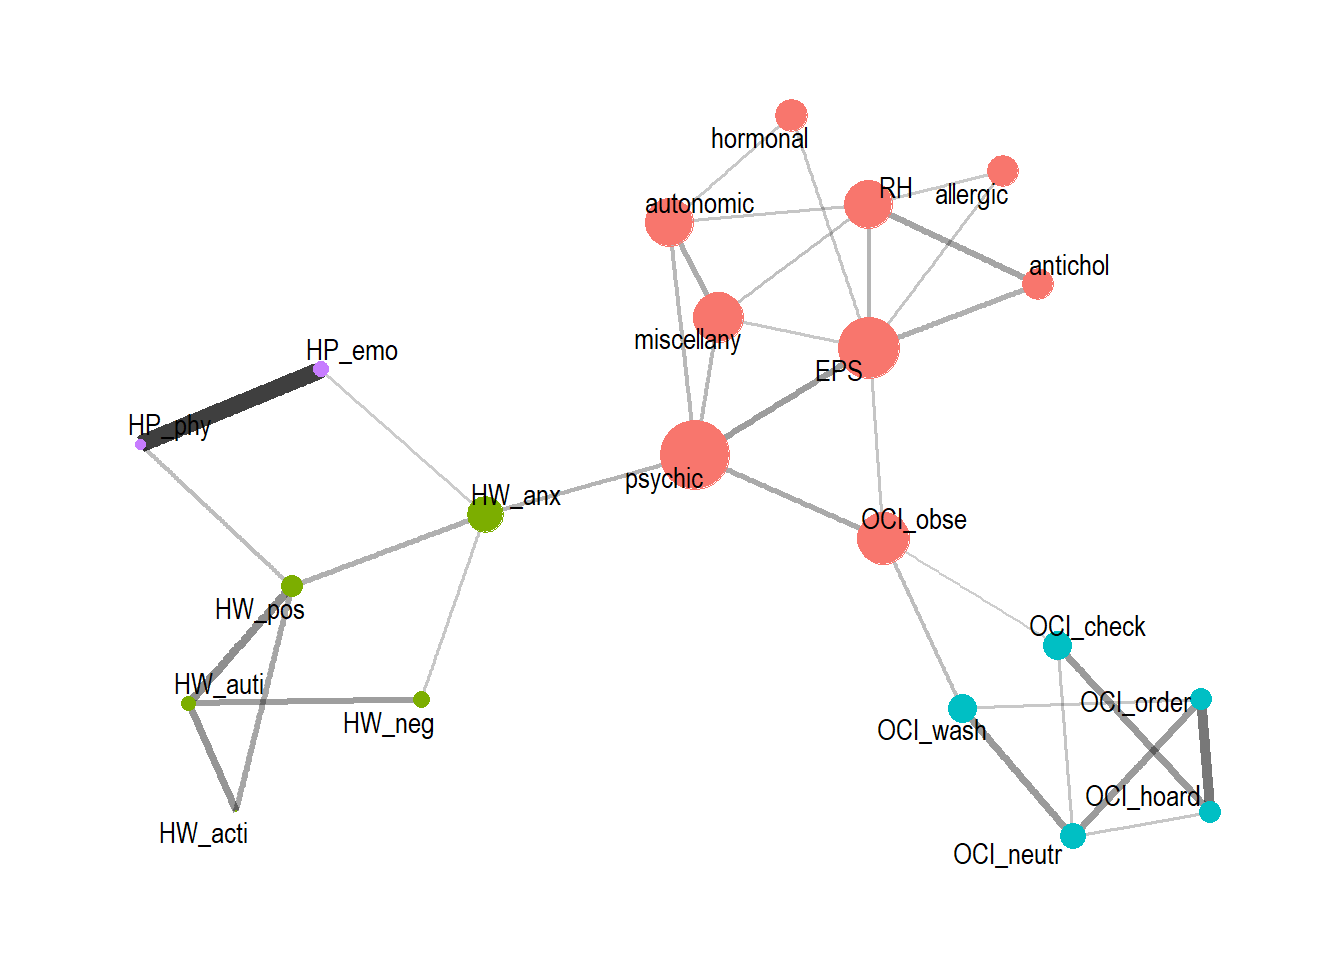 hormonal
RH
allergic
autonomic
antichol
miscellany
HP_emo
EPS
HP_phy
psychic
HW_anx
OCI_obse
HW_pos
OCI_check
HW_auti
OCI_order
HW_neg
OCI_wash
OCI_hoard
HW_acti
OCI_neutr